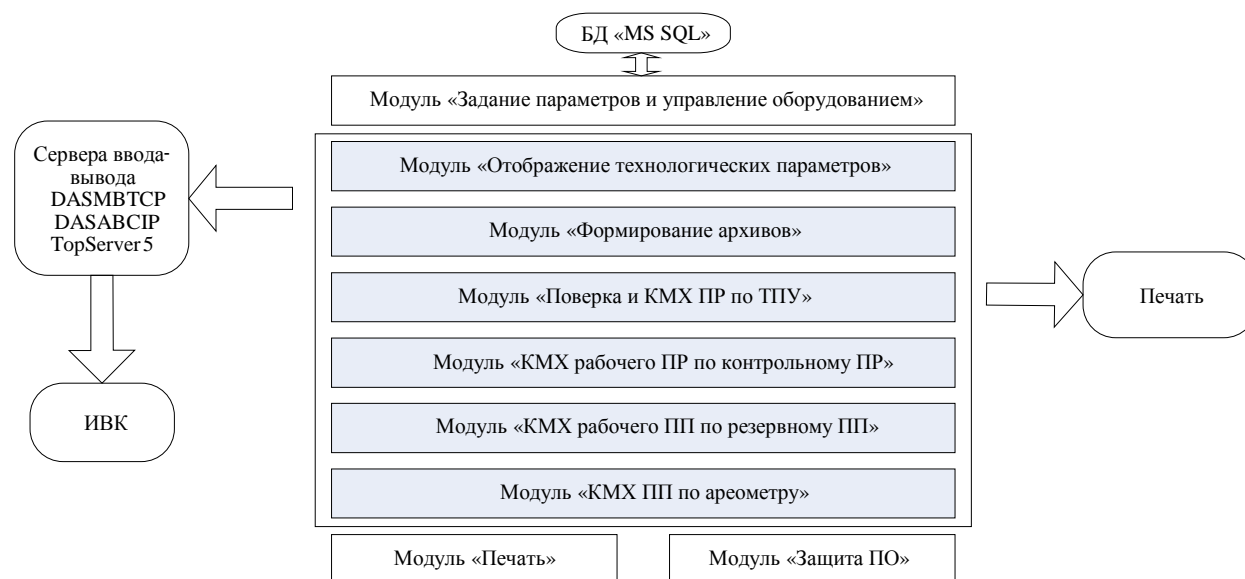 БД «MS SQL»
Модуль «Задание параметров и управление оборудованием»
Сервера ввода-
вывода
DASMBTCP
DASABCIP
TopServer 5
Модуль «Отображение технологических параметров»
Модуль «Формирование архивов»
Модуль «Поверка и КМХ ПР по ТПУ»
Модуль «КМХ рабочего ПР по контрольному ПР»
Модуль «КМХ рабочего ПП по резервному ПП»
Модуль «КМХ ПП по ареометру»
Печать
ИВК
Модуль «Печать»
Модуль «Защита ПО»